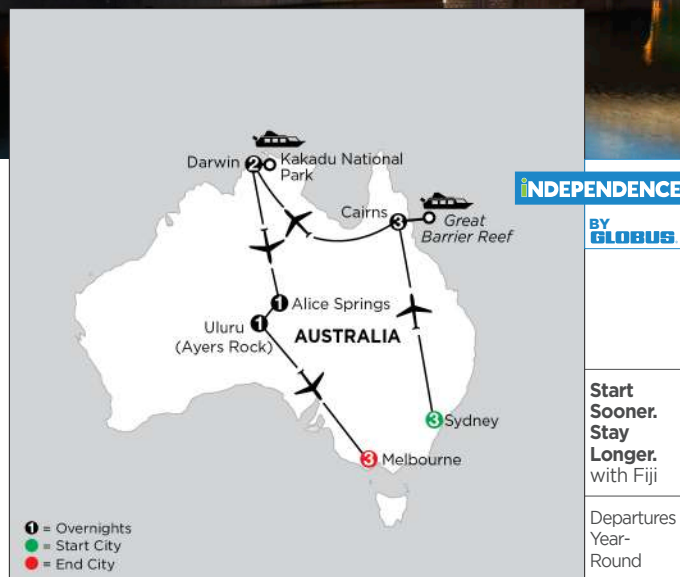 Darwin
2
Kakadu National
Park
Cairns
3
Great
Barrier Reef
1
Alice Springs
Uluru
(Ayers Rock)
1
AUSTRALIA
3
Sydney
3
Melbourne
1 = Overnights
= Start City
= End City
iNDEPENDENCE
BY
GLOBUS.
Start
Sooner.
Stay
Longer.
with Fiji
Departures
Year-
Round